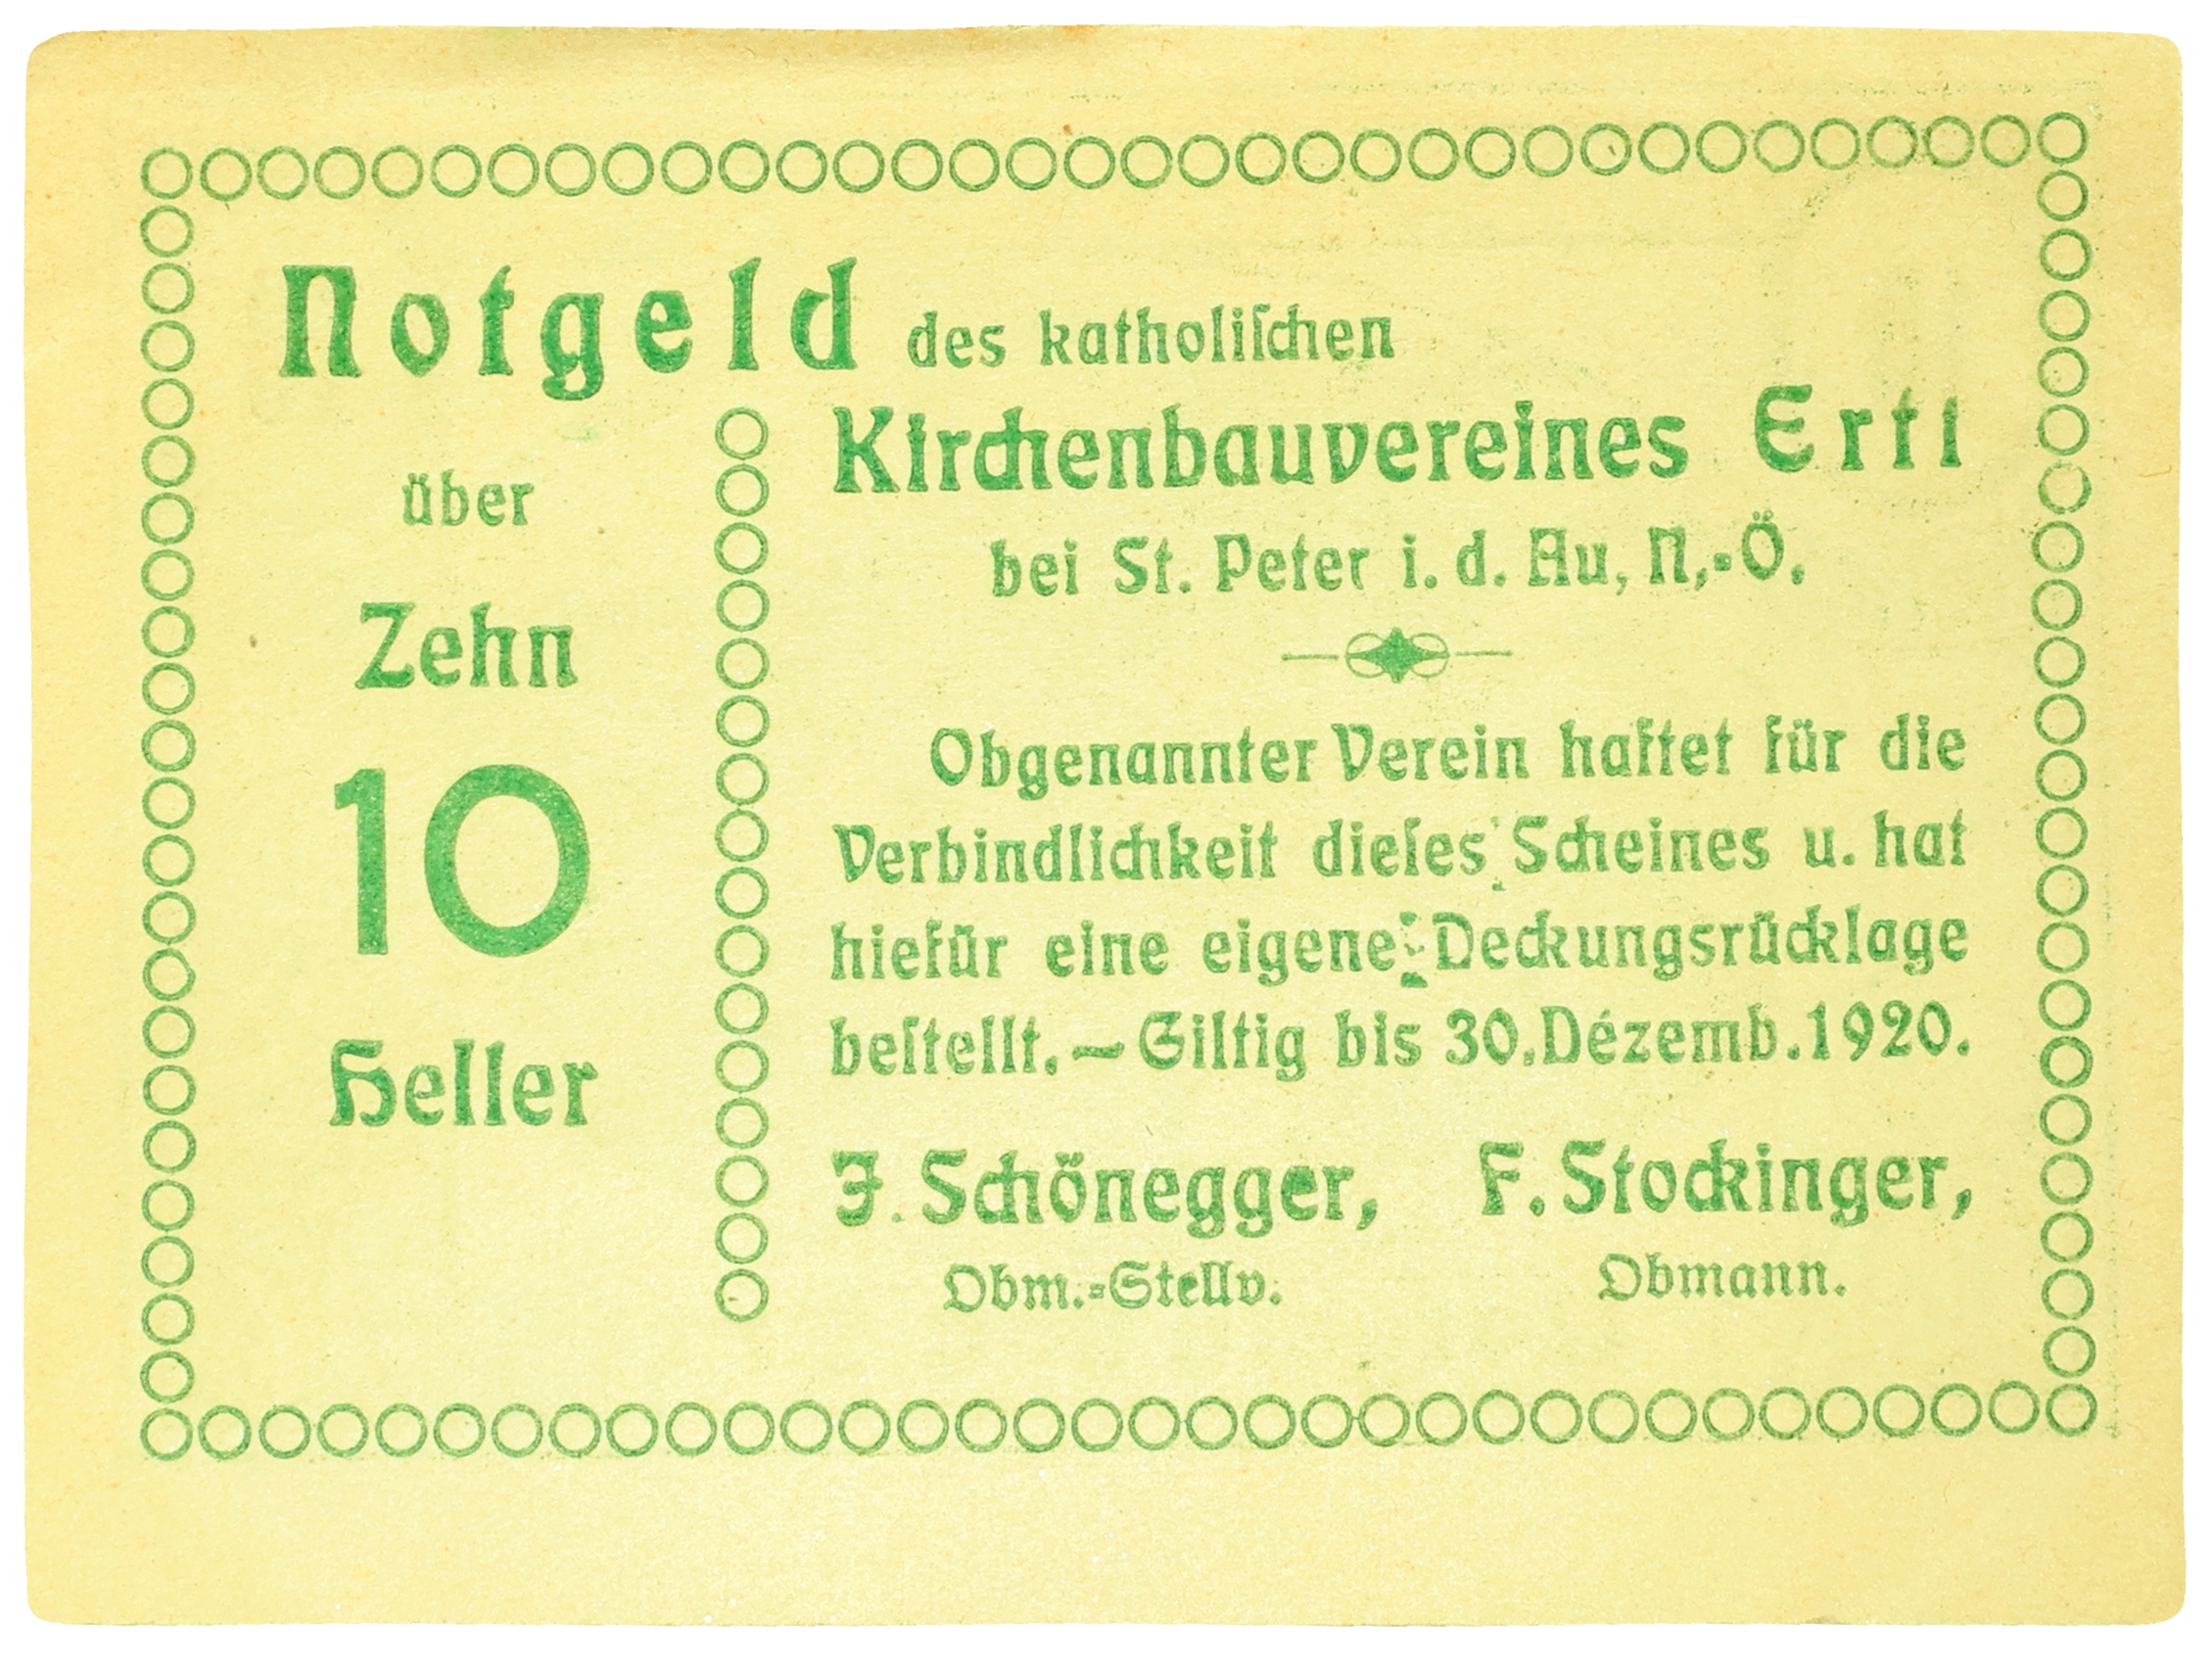 Notgeld des katholiſchen
Kirchenbauvereines Ertl
bei St. Peter i. d. Au, N.-Ö.
über
Zehn
10
Heller
Obgenannter Verein haftet für die
Verbindlichkeit dieſes Scheines u. hat
hiefür eine eigene Deckungsrücklage
beſtellt. – Giltig bis 30. Dézemb. 1920.
J. Schönegger, F. Stockinger,
Obm.-Stellv. Obmann.